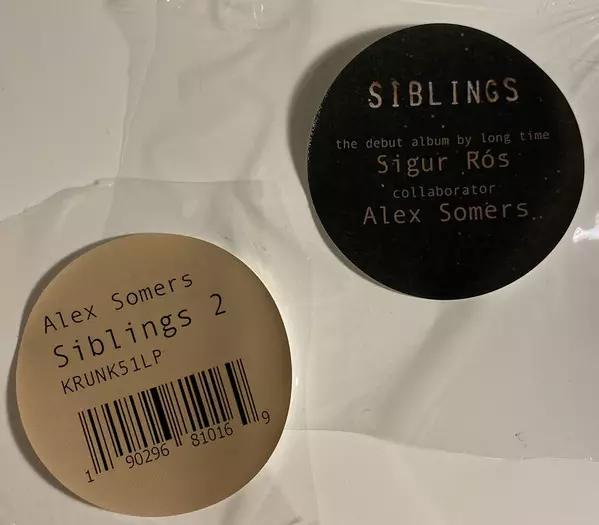 SIBLINGS
the debut album by long time
Sigur Rós
collaborator
Alex Somers.
Alex Somers
Siblings 2
KRUNK51LP
1 90296 81016 9